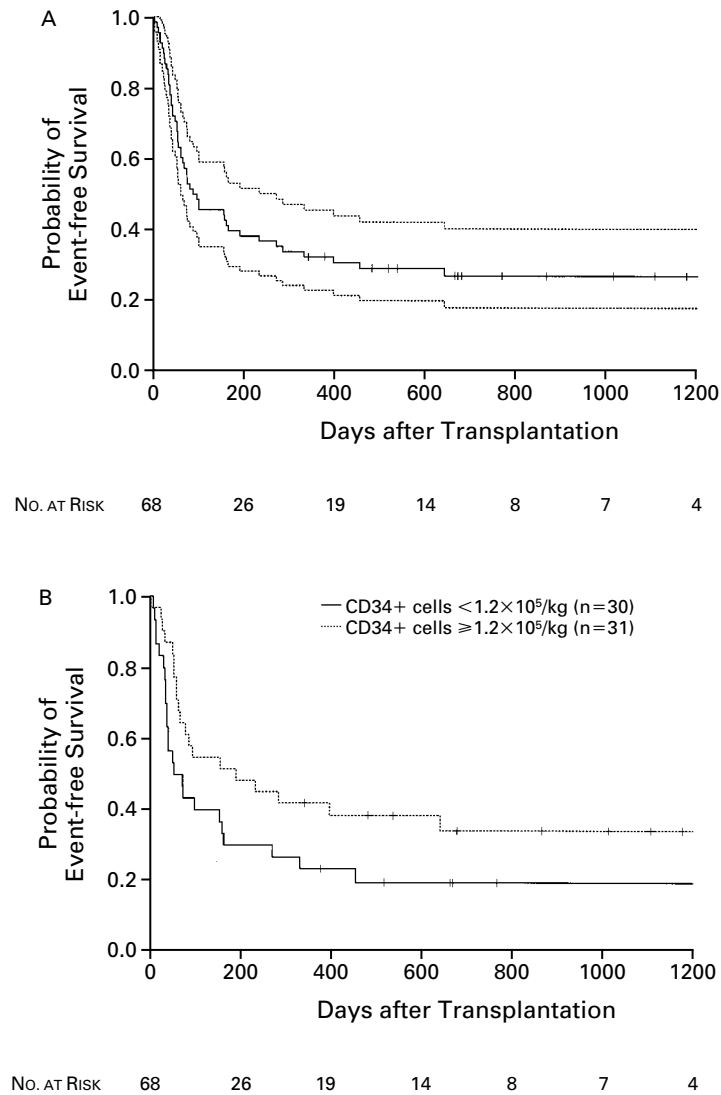 A
Probability of
Event-free Survival
1.0
0.8
0.6
0.4
0.2
0.0
0 200 400 600 800 1000 1200
Days after Transplantation
NO. AT RISK 68 26 19 14 8 7 4
B
Probability of
Event-free Survival
1.0
0.8
0.6
0.4
0.2
0.0
CD34+ cells <1.2×10⁵/kg (n=30)
CD34+ cells ⩾1.2×10⁵/kg (n=31)
0 200 400 600 800 1000 1200
Days after Transplantation
NO. AT RISK 68 26 19 14 8 7 4